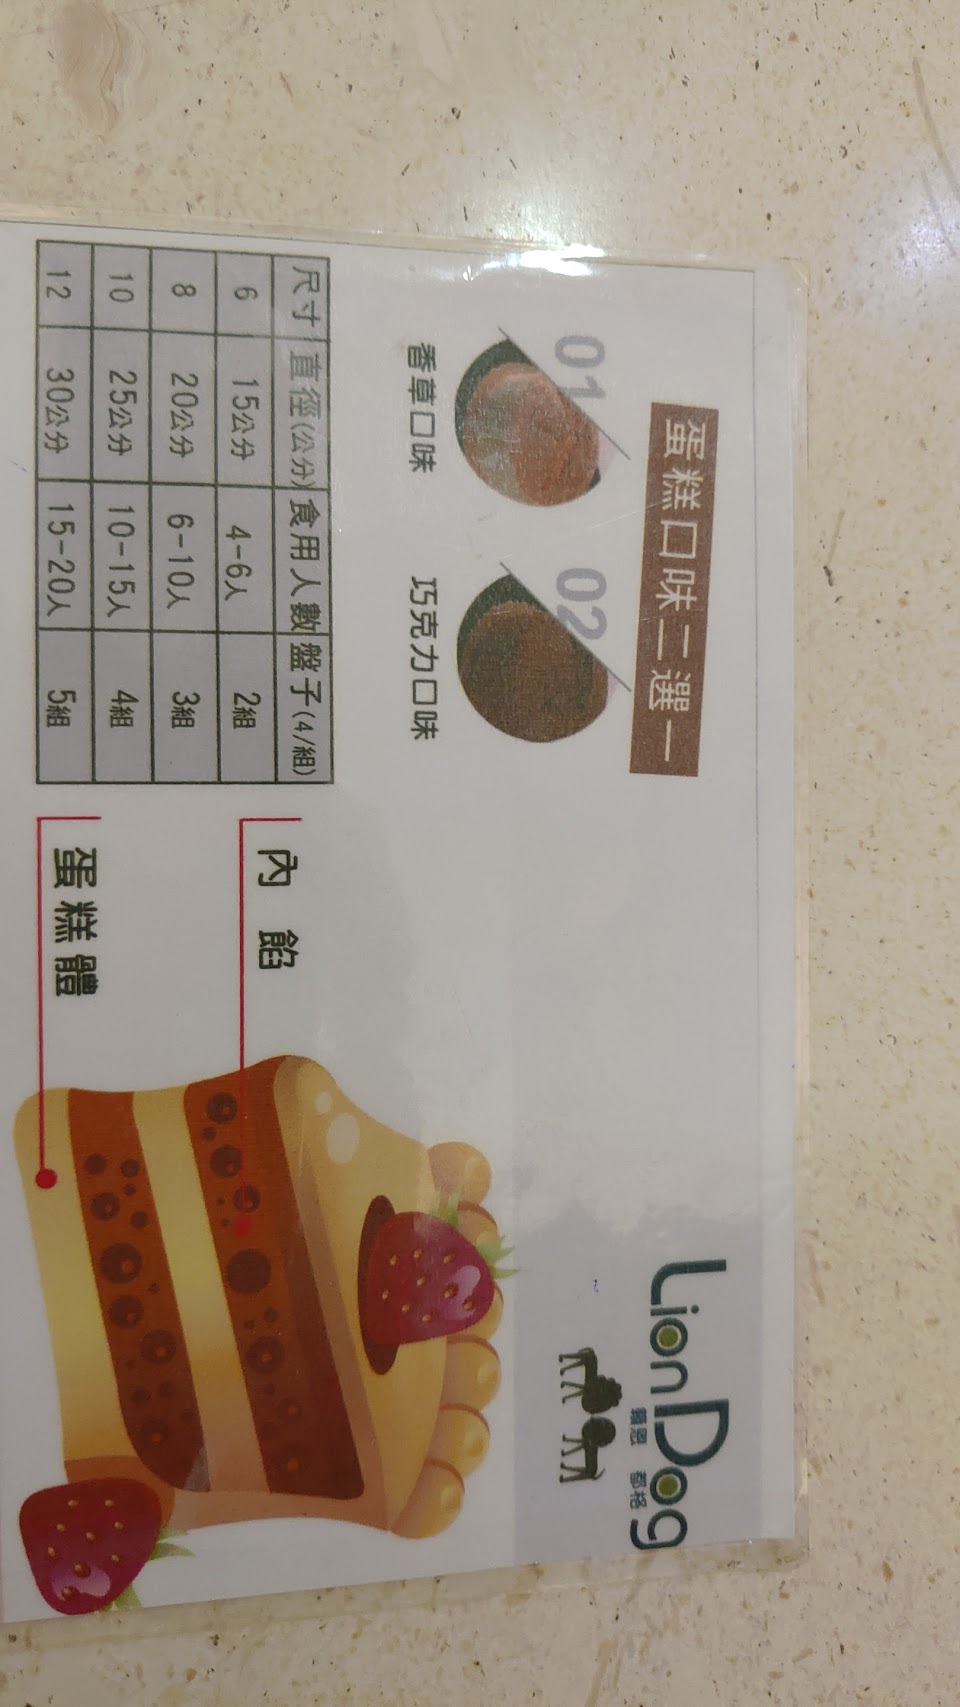 蛋糕口味二選一
01
番草口味
02
巧克力口味
尺寸 直徑(公分) 食用人數 盤子(4/組)
6 15公分 4-6人 2組
8 20公分 6-10人 3組
10 25公分 10-15人 4組
12 30公分 15-20人 5組
LionDog
都格
內餡
蛋糕體